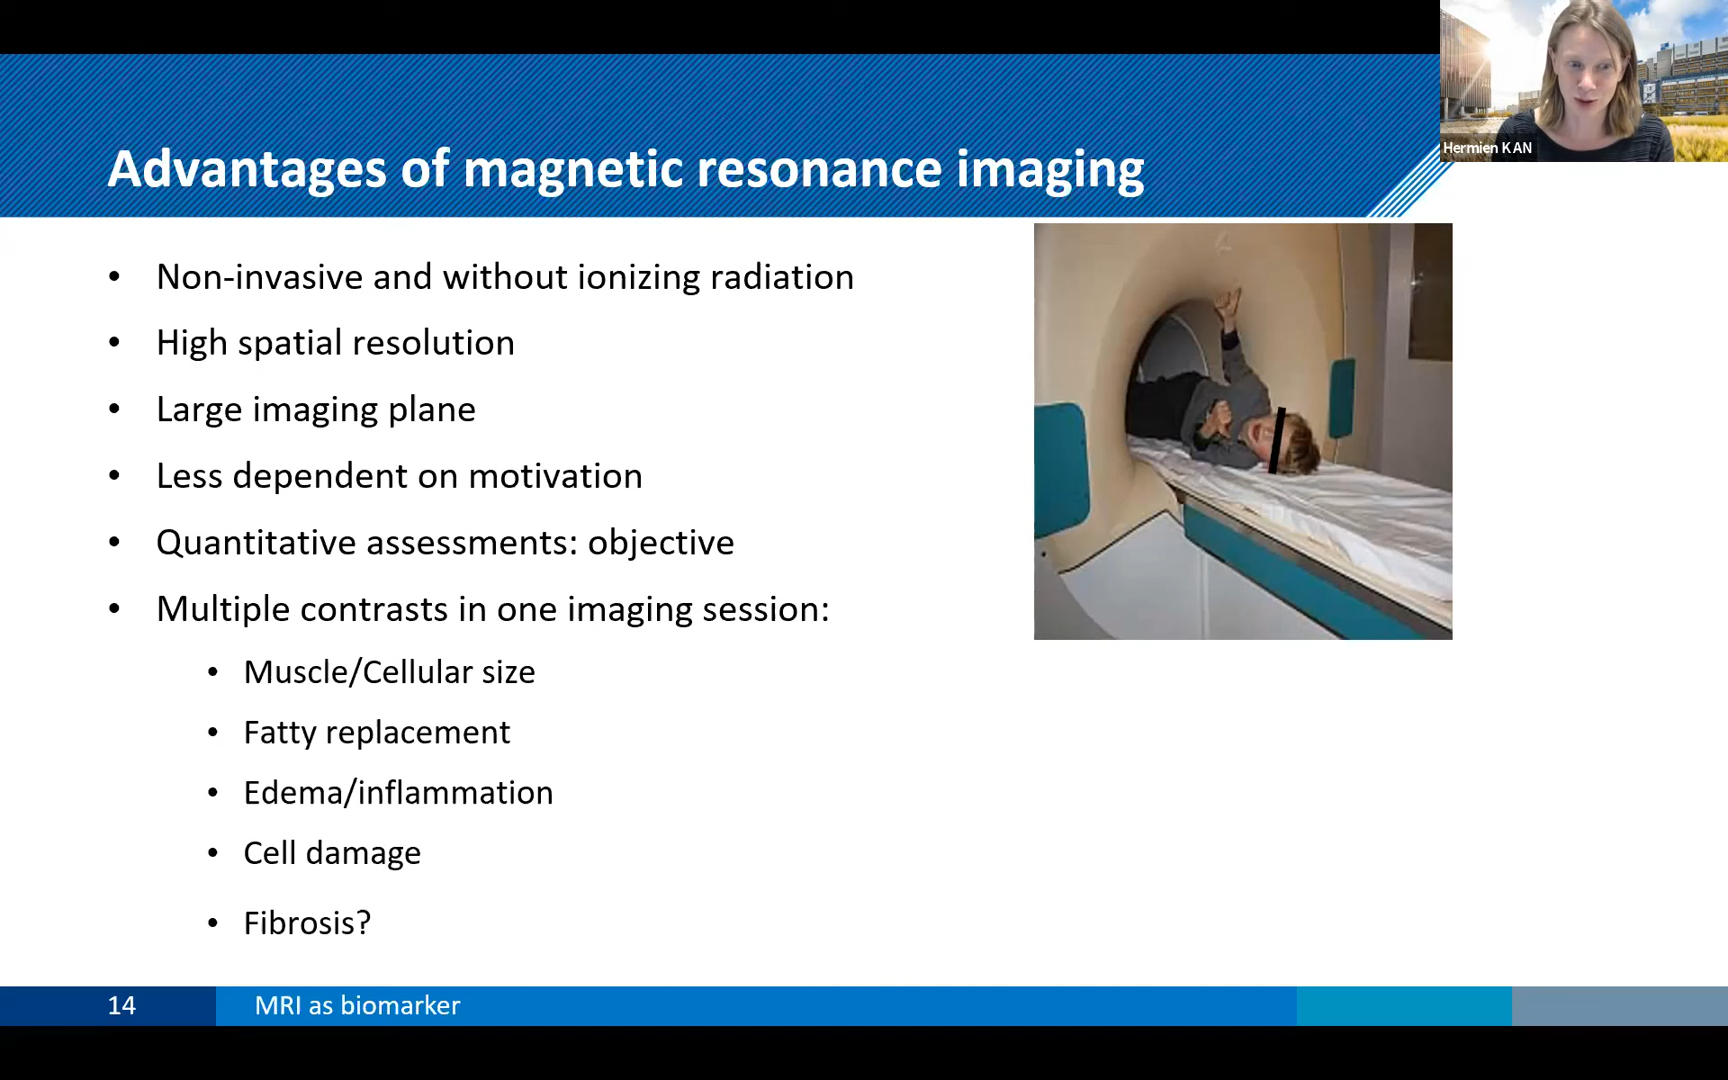 Hermien KAN
Advantages of magnetic resonance imaging
• Non-invasive and without ionizing radiation
• High spatial resolution
• Large imaging plane
• Less dependent on motivation
• Quantitative assessments: objective
• Multiple contrasts in one imaging session:
• Muscle/Cellular size
• Fatty replacement
• Edema/inflammation
• Cell damage
• Fibrosis?
14 MRI as biomarker